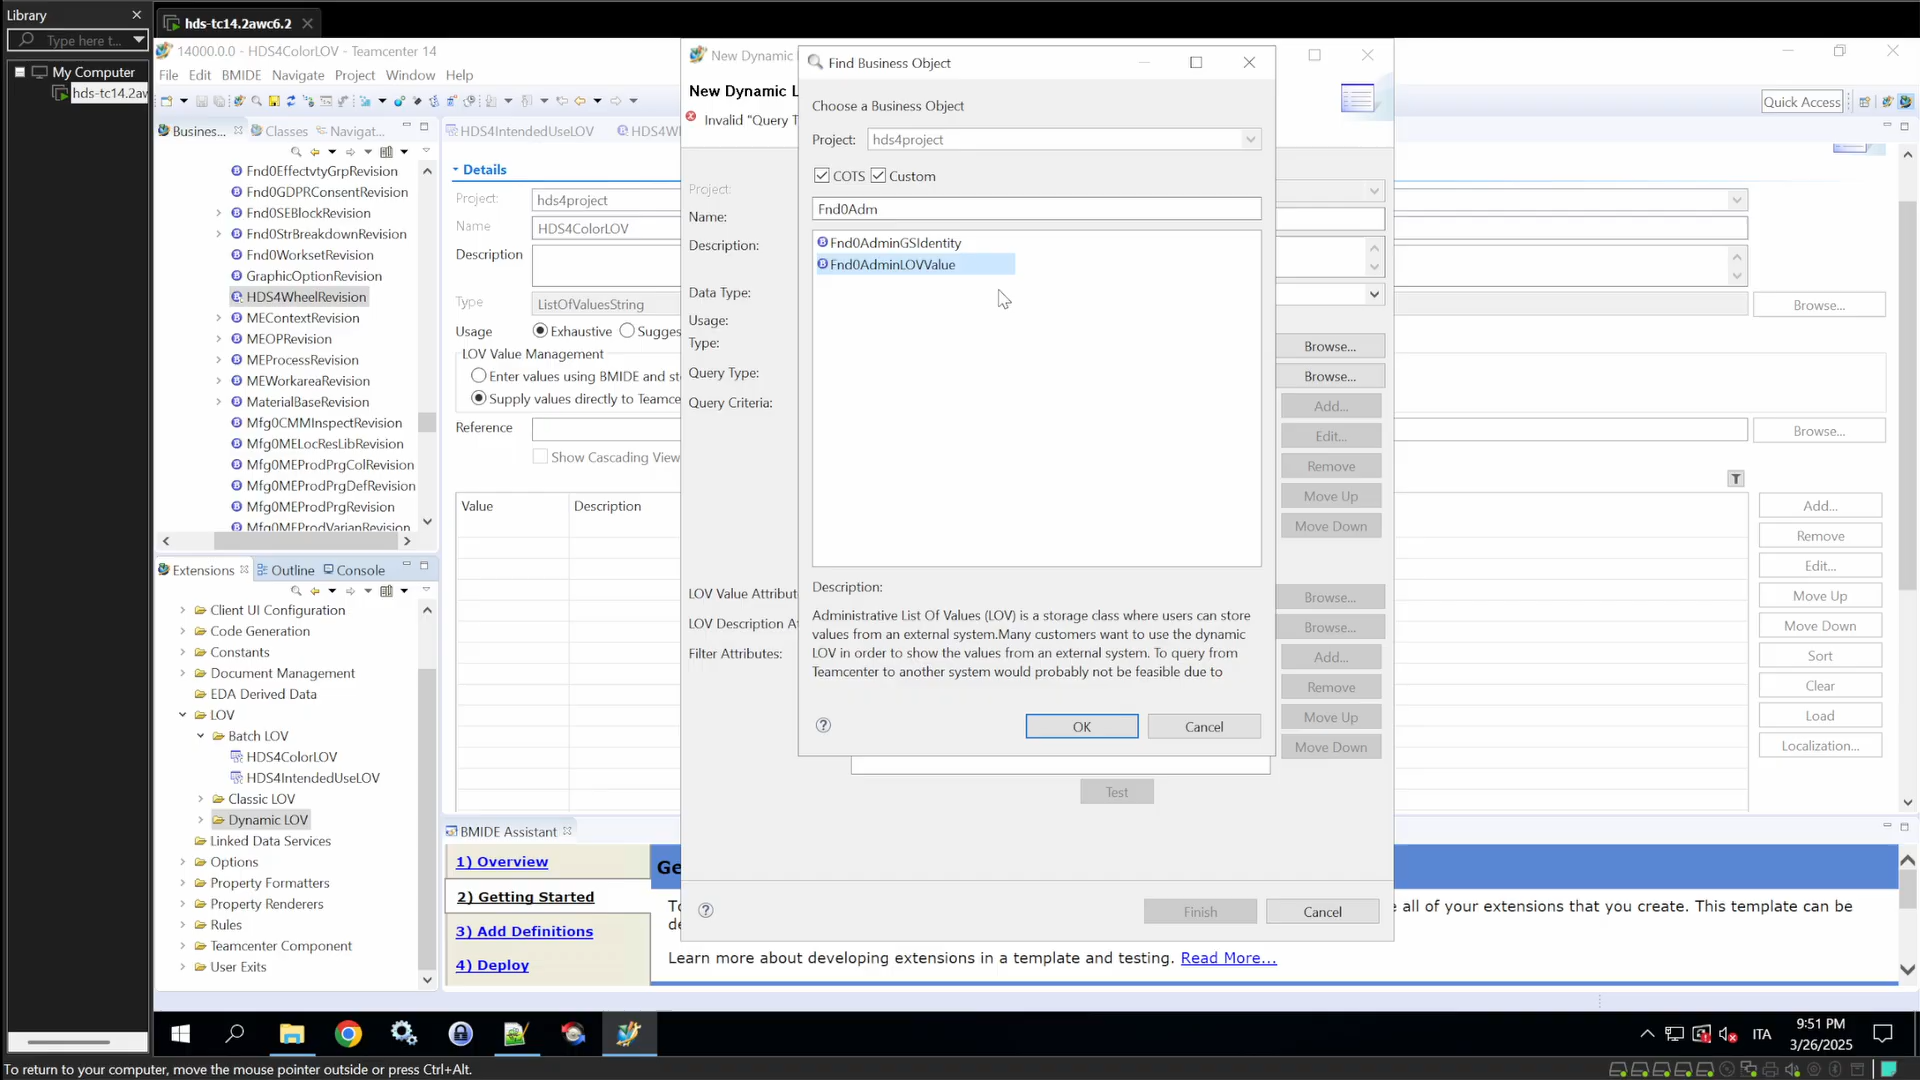 Library
Type here t...
My Computer
hds-tc14.2aw
hds-tc14.2awc6.2
14000.0.0 - HDS4ColorLOV - Teamcenter 14
File Edit BMIDE Navigate Project Window Help
Quick Access
Busines...
Classes
Navigat...
Fnd0EffectvtyGrpRevision
Fnd0GDPRConsentRevision
Fnd0SEBlockRevision
Fnd0StrBreakdownRevision
Fnd0WorksetRevision
GraphicOptionRevision
HDS4WheelRevision
MEContextRevision
MEOPRevision
MEProcessRevision
MEWorkareaRevision
MaterialBaseRevision
Mfg0CMMInspectRevision
Mfg0MELocResLibRevision
Mfg0MEProdPrgColRevision
Mfg0MEProdPrgDefRevision
Mfg0MEProdPrgRevision
Mfg0MEProdVarianRevision
Extensions
Outline
Console
Client UI Configuration
Code Generation
Constants
Document Management
EDA Derived Data
LOV
Batch LOV
HDS4ColorLOV
HDS4IntendedUseLOV
Classic LOV
Dynamic LOV
Linked Data Services
Options
Property Formatters
Property Renderers
Rules
Teamcenter Component
User Exits
HDS4IntendedUseLOV
HDS4W
Details
Project: hds4project
Name HDS4ColorLOV
Description
Type ListOfValuesString
Usage Exhaustive Sugges
LOV Value Management
Enter values using BMIDE and st
Supply values directly to Teamce
Reference
Show Cascading View
Value Description
Browse...
Browse...
Add...
Remove
Edit...
Move Up
Move Down
Sort
Clear
Load
Localization...
New Dynamic
New Dynamic L
Invalid "Query T
Project:
Name:
Description:
Data Type:
Usage:
Type:
Query Type:
Query Criteria:
LOV Value Attribut
LOV Description A
Filter Attributes:
Browse...
Browse...
Add...
Edit...
Remove
Move Up
Move Down
Browse...
Browse...
Add...
Remove
Move Up
Move Down
Test
Finish
Cancel
Find Business Object
Choose a Business Object
Project: hds4project
COTS Custom
Fnd0Adm
Fnd0AdminGSIdentity
Fnd0AdminLOVValue
Description:
Administrative List Of Values (LOV) is a storage class where users can store
values from an external system.Many customers want to use the dynamic
LOV in order to show the values from an external system. To query from
Teamcenter to another system would probably not be feasible due to
OK
Cancel
BMIDE Assistant
1) Overview
2) Getting Started
3) Add Definitions
4) Deploy
Ge
all of your extensions that you create. This template can be
de
Learn more about developing extensions in a template and testing. Read More...
ITA
9:51 PM
3/26/2025
To return to your computer, move the mouse pointer outside or press Ctrl+Alt.